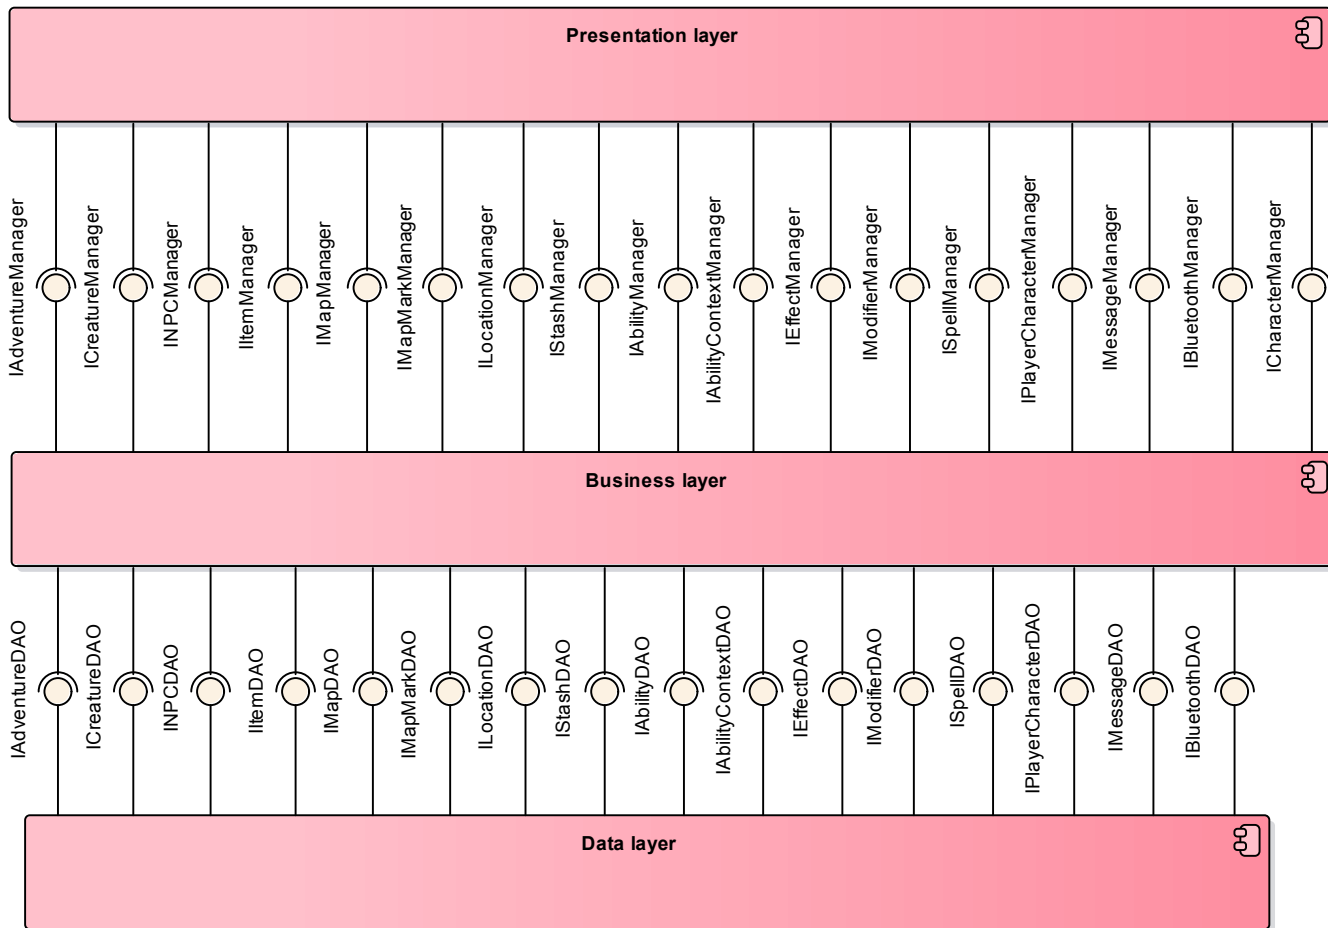 Presentation layer
IAdventureManager
ICreatureManager
INPCManager
IItemManager
IMapManager
IMapMarkManager
ILocationManager
IStashManager
IAbilityManager
IAbilityContextManager
IEffectManager
IModifierManager
ISpellManager
IPlayerCharacterManager
IMessageManager
IBluetoothManager
ICharacterManager
Business layer
IAdventureDAO
ICreatureDAO
INPCDAO
IItemDAO
IMapDAO
IMapMarkDAO
ILocationDAO
IStashDAO
IAbilityDAO
IAbilityContextDAO
IEffectDAO
IModifierDAO
ISpellDAO
IPlayerCharacterDAO
IMessageDAO
IBluetoothDAO
Data layer